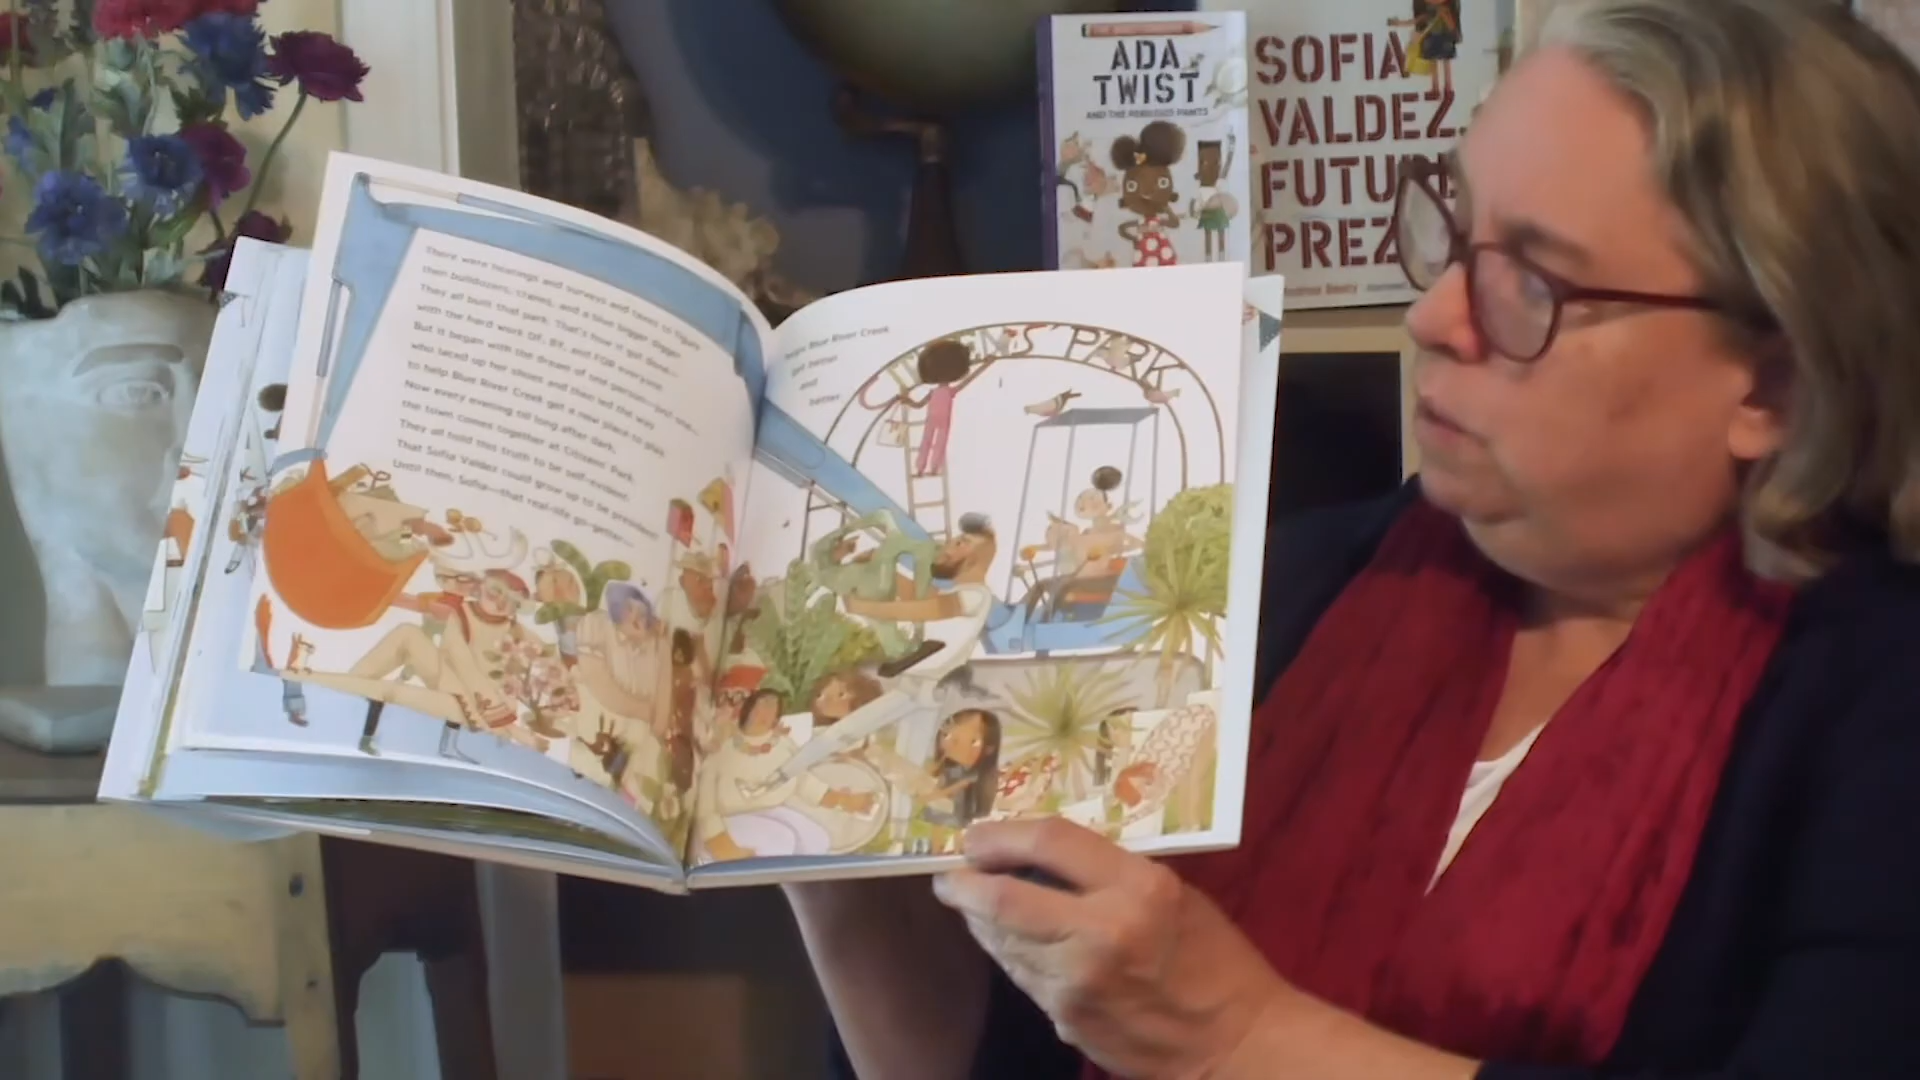 ADA
TWIST
AND THE PERILOUS PANTS
SOFIA
VALDEZ,
FUTURE
PREZ
Andrea Beaty
There were hearings and surveys and taxes to figure
then bulldozers, cranes, and a blue bigger digger
They all built that park. That's how it got done—
with the hard work OF, BY, and FOR everyone
But it began with the dream of one person—just one—
who laced up her shoes and then led the way
to help Blue River Creek get a new place to play.
Now every evening till long after dark,
the town comes together at Citizens' Park.
They all hold this truth to be self-evident:
That Sofia Valdez could grow up to be president!
Until then, Sofia—that real-life go-getter—
helps Blue River Creek
get better
and
better.
CITIZENS' PARK